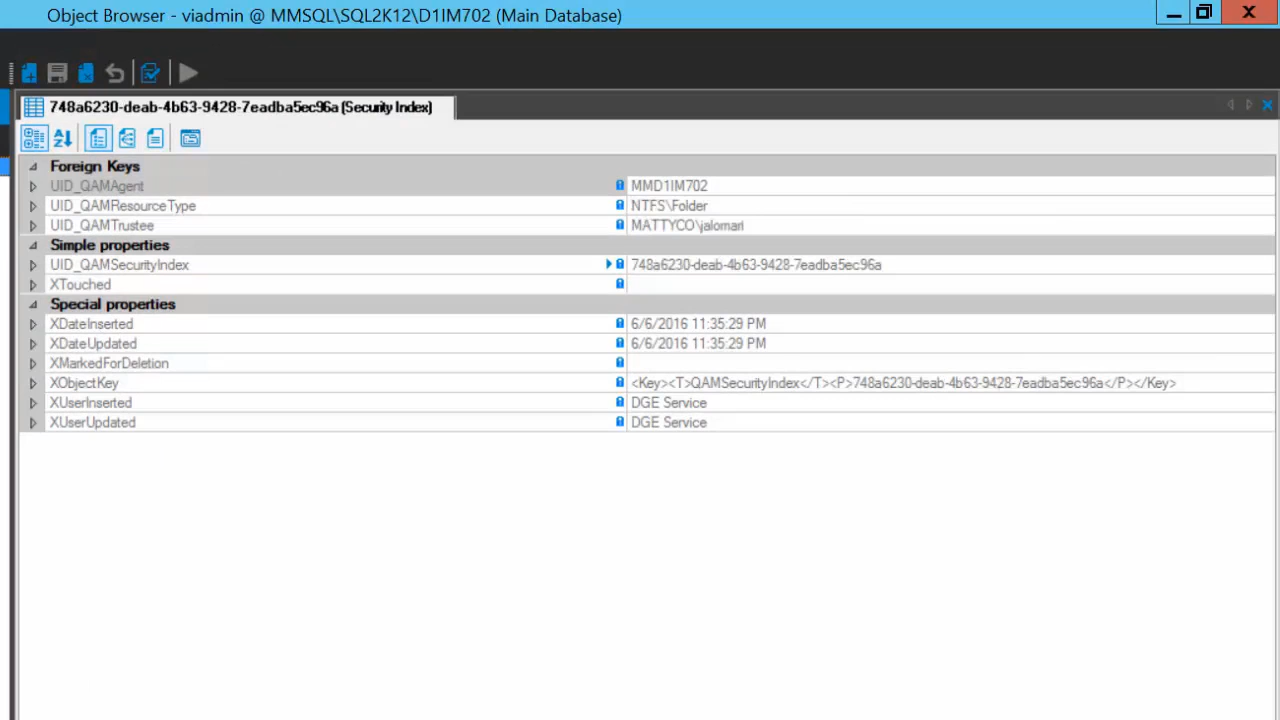 Object Browser - viadmin @ MMSQL\SQL2K12\D1IM702 (Main Database)
748a6230-deab-4b63-9428-7eadba5ec96a (Security Index)
Foreign Keys
UID_QAMAgent MMD1IM702
UID_QAMResourceType NTFS\Folder
UID_QAMTrustee MATTYCO\jalomari
Simple properties
UID_QAMSecurityIndex 748a6230-deab-4b63-9428-7eadba5ec96a
XTouched
Special properties
XDateInserted 6/6/2016 11:35:29 PM
XDateUpdated 6/6/2016 11:35:29 PM
XMarkedForDeletion
XObjectKey <Key><T>QAMSecurityIndex</T><P>748a6230-deab-4b63-9428-7eadba5ec96a</P></Key>
XUserInserted DGE Service
XUserUpdated DGE Service